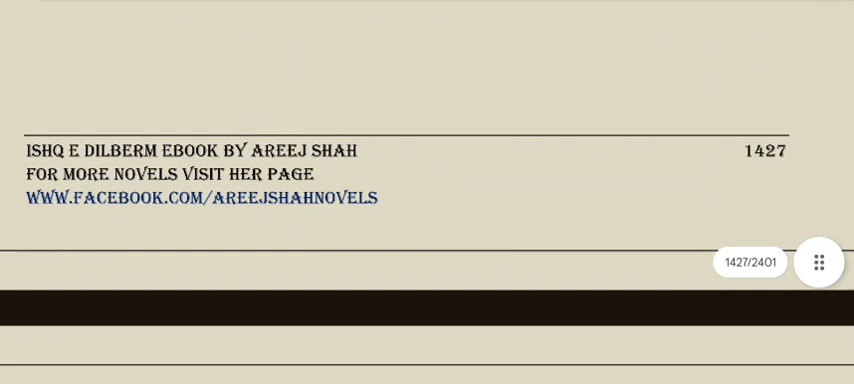 ISHQ E DILBERM EBOOK BY AREEJ SHAH 1427
FOR MORE NOVELS VISIT HER PAGE
WWW.FACEBOOK.COM/AREEJSHAHNOVELS
1427/2401